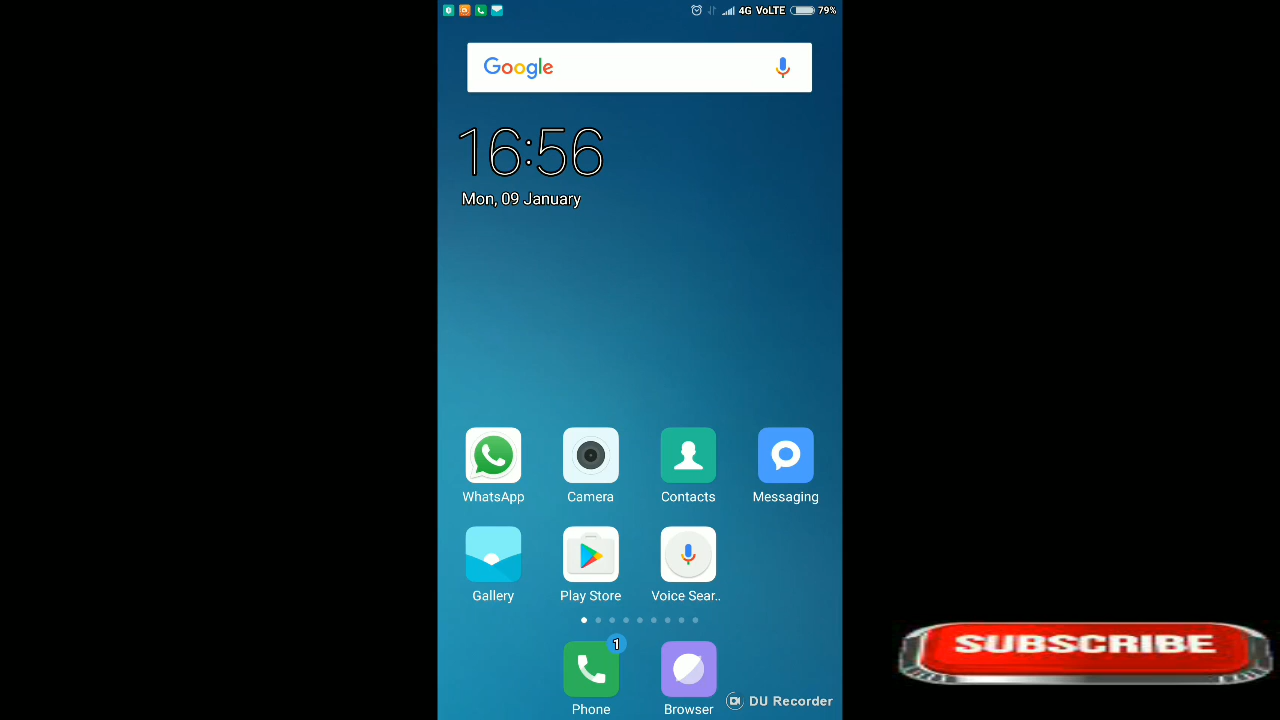 4G VoLTE 79%
Google
16:56
Mon, 09 January
WhatsApp Camera Contacts Messaging
Gallery Play Store Voice Sear..
1
Phone Browser
DU Recorder
SUBSCRIBE